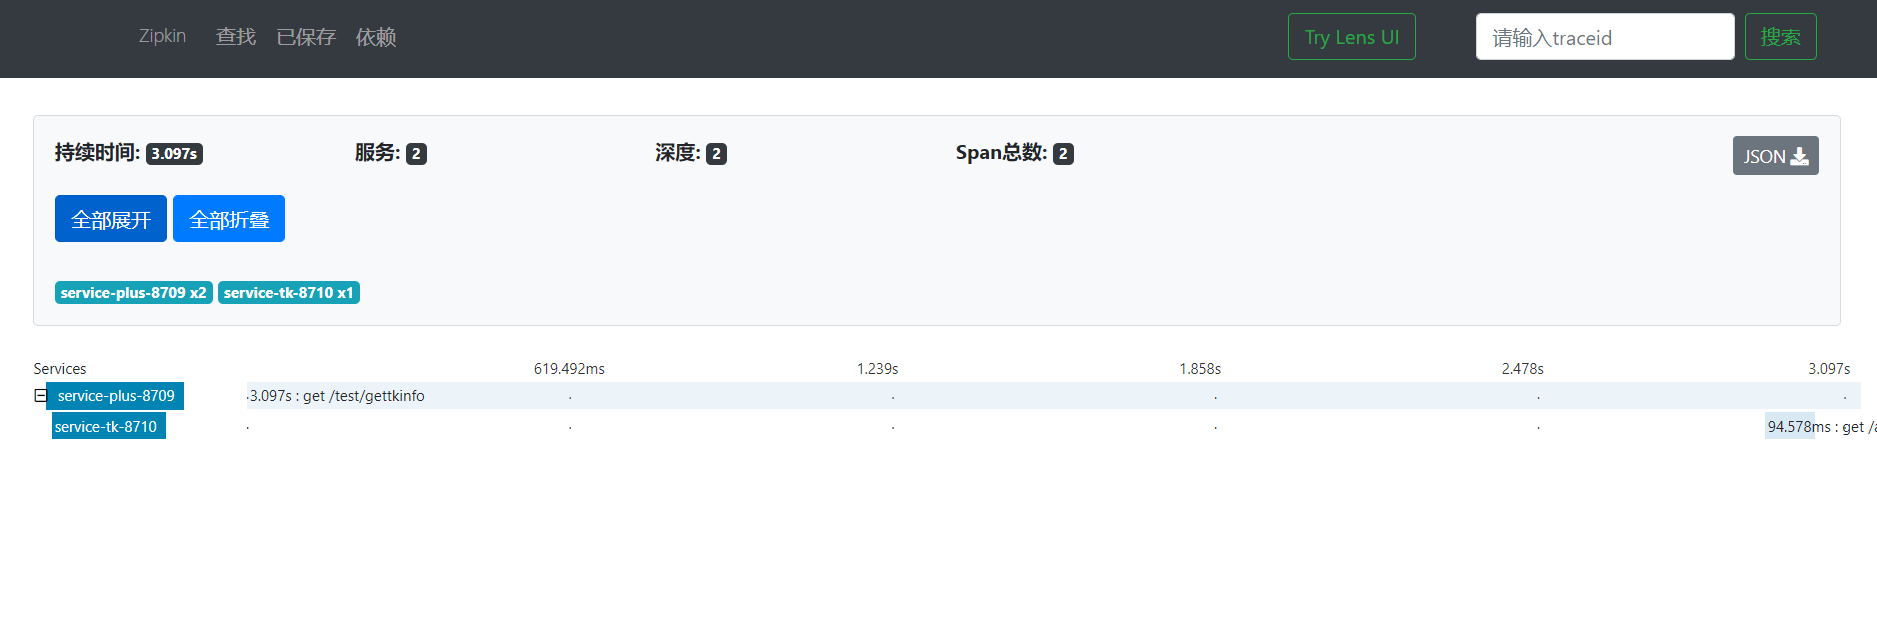 Zipkin 查找 已保存 依赖 Try Lens UI 请输入traceid 搜索
持续时间: 3.097s 服务: 2 深度: 2 Span总数: 2 JSON
全部展开 全部折叠
service-plus-8709 x2 service-tk-8710 x1
Services 619.492ms 1.239s 1.858s 2.478s 3.097s
service-plus-8709 3.097s : get /test/gettkinfo
service-tk-8710 94.578ms : get /a